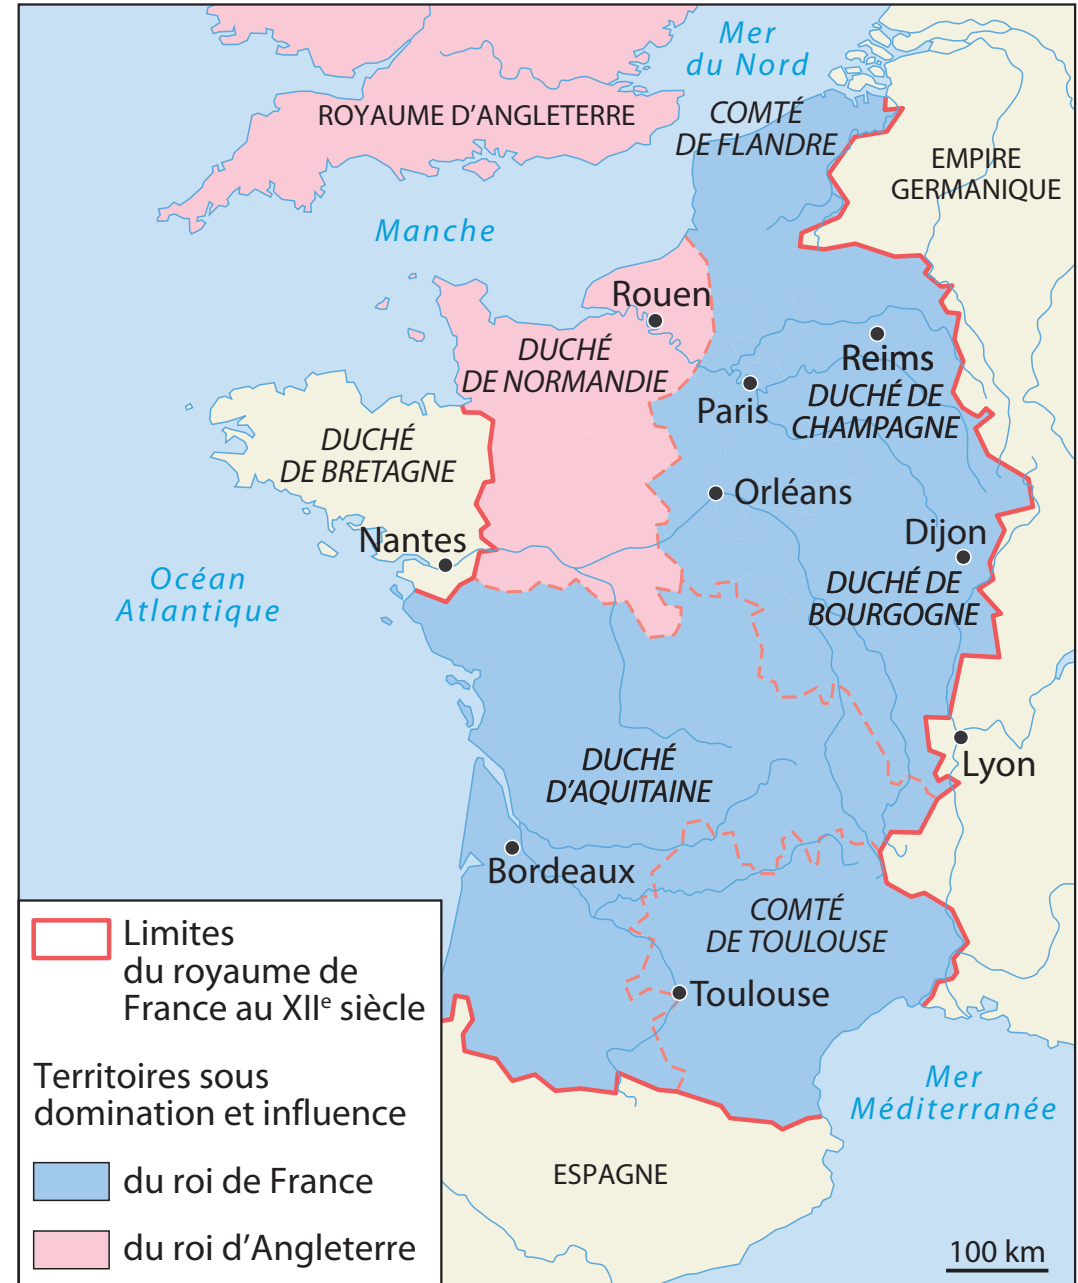 Mer
du Nord
ROYAUME D'ANGLETERRE
COMTÉ
DE FLANDRE
EMPIRE
GERMANIQUE
Manche
Rouen
DUCHÉ
DE NORMANDIE
Reims
Paris
DUCHÉ DE
CHAMPAGNE
DUCHÉ
DE BRETAGNE
Orléans
Nantes
Dijon
Océan
Atlantique
DUCHÉ DE
BOURGOGNE
DUCHÉ
D'AQUITAINE
Lyon
Bordeaux
COMTÉ
DE TOULOUSE
Toulouse
Mer
Méditerranée
ESPAGNE
Limites
du royaume de
France au XIIe siècle
Territoires sous
domination et influence
du roi de France
du roi d'Angleterre
100 km